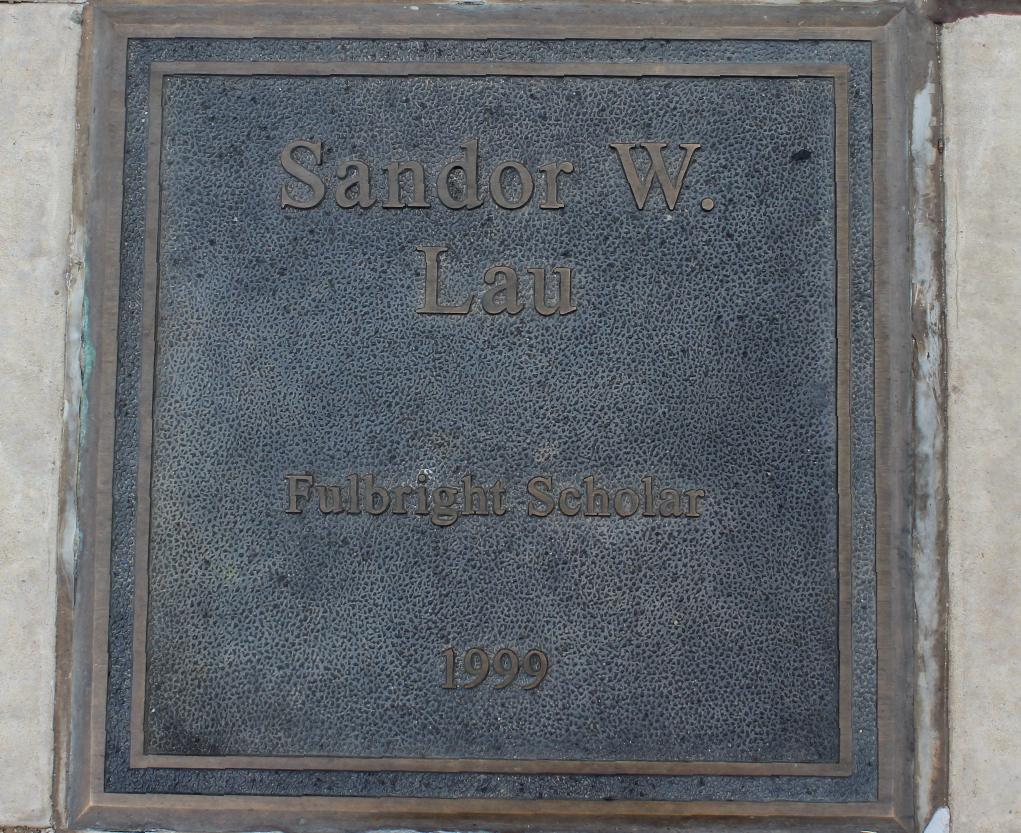 Sandor W.
Lau
Fulbright Scholar
1999